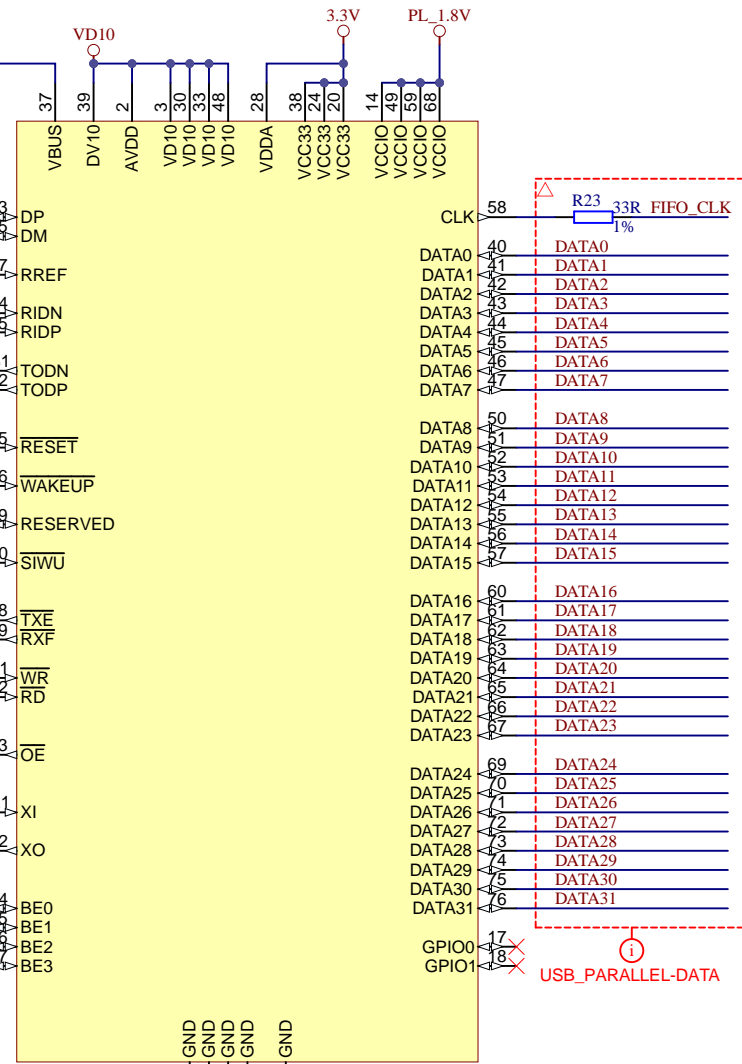 VD10
3.3V
PL_1.8V
37
39
2
3
30
33
48
28
38
24
20
14
49
59
68
VBUS
DV10
AVDD
VD10
VD10
VD10
VD10
VDDA
VCC33
VCC33
VCC33
VCCIO
VCCIO
VCCIO
VCCIO
DP
DM
RREF
RIDN
RIDP
TODN
TODP
RESET
WAKEUP
RESERVED
SIWU
TXE
RXF
WR
RD
OE
XI
XO
BE0
BE1
BE2
BE3
GND
GND
GND
GND
GND
CLK 58 R23 33R FIFO_CLK
1%
DATA0 40 DATA0
DATA1 41 DATA1
DATA2 42 DATA2
DATA3 43 DATA3
DATA4 44 DATA4
DATA5 45 DATA5
DATA6 46 DATA6
DATA7 47 DATA7
DATA8 50 DATA8
DATA9 51 DATA9
DATA10 52 DATA10
DATA11 53 DATA11
DATA12 54 DATA12
DATA13 55 DATA13
DATA14 56 DATA14
DATA15 57 DATA15
DATA16 60 DATA16
DATA17 61 DATA17
DATA18 62 DATA18
DATA19 63 DATA19
DATA20 64 DATA20
DATA21 65 DATA21
DATA22 66 DATA22
DATA23 67 DATA23
DATA24 69 DATA24
DATA25 70 DATA25
DATA26 71 DATA26
DATA27 72 DATA27
DATA28 73 DATA28
DATA29 74 DATA29
DATA30 75 DATA30
DATA31 76 DATA31
GPIO0 17
GPIO1 18
i
USB_PARALLEL-DATA